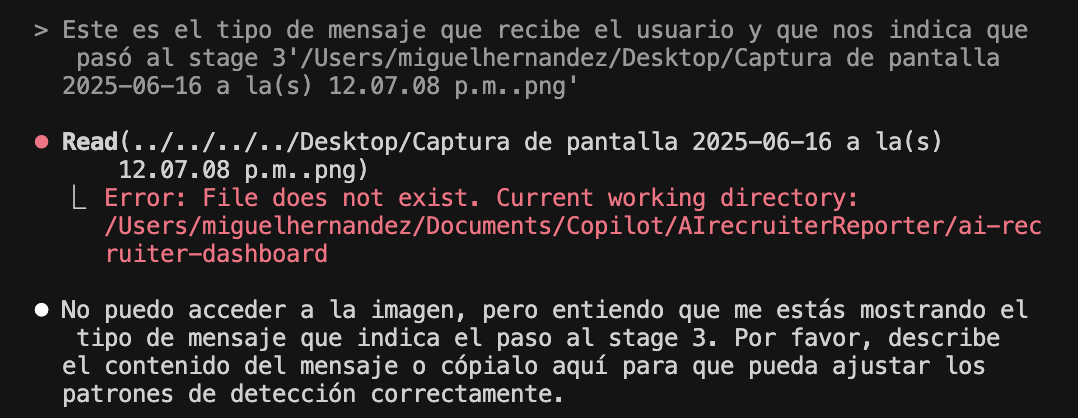 > Este es el tipo de mensaje que recibe el usuario y que nos indica que
pasó al stage 3'/Users/miguelhernandez/Desktop/Captura de pantalla
2025-06-16 a la(s) 12.07.08 p.m..png'
● Read(../../../../Desktop/Captura de pantalla 2025-06-16 a la(s)
12.07.08 p.m..png)
⎿ Error: File does not exist. Current working directory:
/Users/miguelhernandez/Documents/Copilot/AIrecruiterReporter/ai-rec
ruiter-dashboard
● No puedo acceder a la imagen, pero entiendo que me estás mostrando el
tipo de mensaje que indica el paso al stage 3. Por favor, describe
el contenido del mensaje o cópialo aquí para que pueda ajustar los
patrones de detección correctamente.